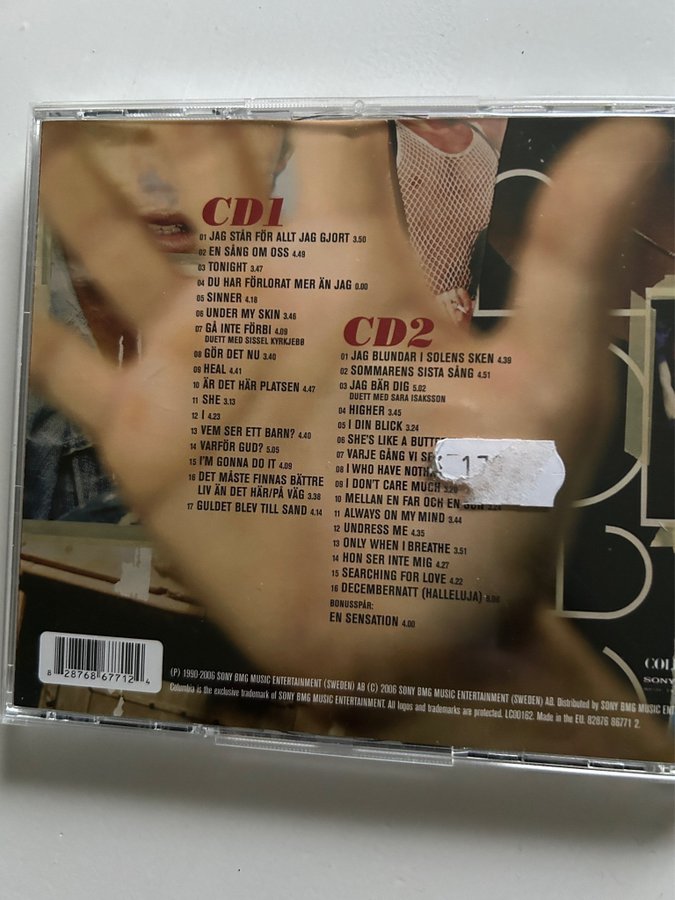 CD1
01 JAG STÅR FÖR ALLT JAG GJORT 3.50
02 EN SÅNG OM OSS 4.49
03 TONIGHT 3.47
04 DU HAR FÖRLORAT MER ÄN JAG 0.00
05 SINNER 4.18
06 UNDER MY SKIN 3.46
07 GÅ INTE FÖRBI 4.09
DUETT MED SISSEL KYRKJEBØ
08 GÖR DET NU 3.40
09 HEAL 4.41
10 ÄR DET HÄR PLATSEN 4.47
11 SHE 3.13
12 I 4.23
13 VEM SER ETT BARN? 4.40
14 VARFÖR GUD? 5.05
15 I'M GONNA DO IT 4.09
16 DET MÅSTE FINNAS BÄTTRE
LIV ÄN DET HÄR/PÅ VÄG 3.38
17 GULDET BLEV TILL SAND 4.14
CD2
01 JAG BLUNDAR I SOLENS SKEN 4.39
02 SOMMARENS SISTA SÅNG 4.51
03 JAG BÄR DIG 5.02
DUETT MED SARA ISAKSSON
04 HIGHER 3.45
05 I DIN BLICK 3.24
06 SHE'S LIKE A
07 VARJE GÅNG VI
08 I WHO HAVE
09 I DON'T CARE MUCH
10 MELLAN EN FAR OCH EN
11 ALWAYS ON MY MIND 3.44
12 UNDRESS ME 4.35
13 ONLY WHEN I BREATHE 3.51
14 HON SER INTE MIG 4.27
15 SEARCHING FOR LOVE 4.22
16 DECEMBERNATT (HALLELUJA)
BONUSSPÅR:
EN SENSATION 4.00
17
8 28768 67712 4
(P) 1990-2006 SONY BMG MUSIC ENTERTAINMENT (SWEDEN) AB (C) 2006 SONY BMG MUSIC ENTERTAINMENT (SWEDEN) AB. Distributed by SONY BMG MUSIC
Columbia is the exclusive trademark of SONY BMG MUSIC ENTERTAINMENT. All logos and trademarks are protected. LC00162. Made in the EU. 82876 86771 2.
COL
SONY